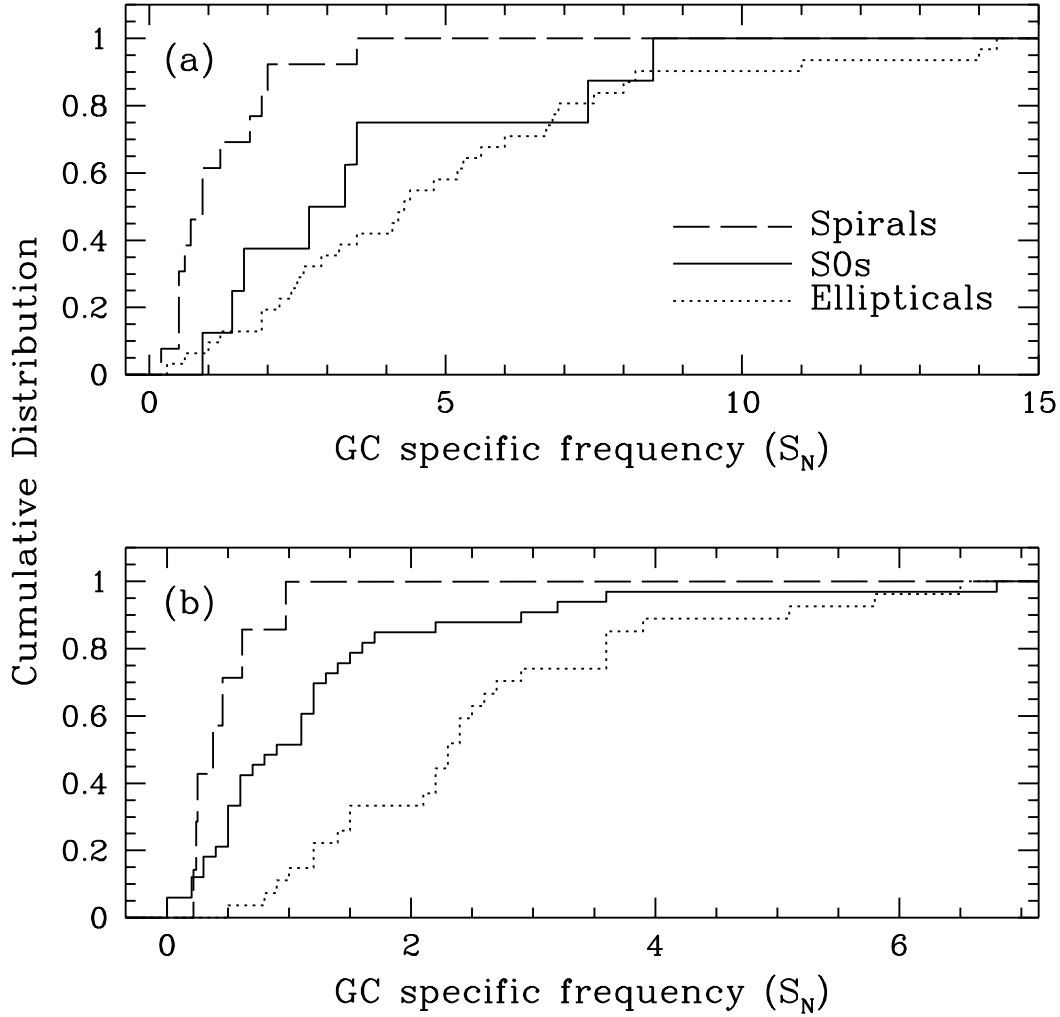 (a)
1
0.8
0.6
0.4
0.2
0
Spirals
S0s
Ellipticals
0 5 10 15
GC specific frequency (S_N)
Cumulative Distribution
(b)
1
0.8
0.6
0.4
0.2
0
0 2 4 6
GC specific frequency (S_N)